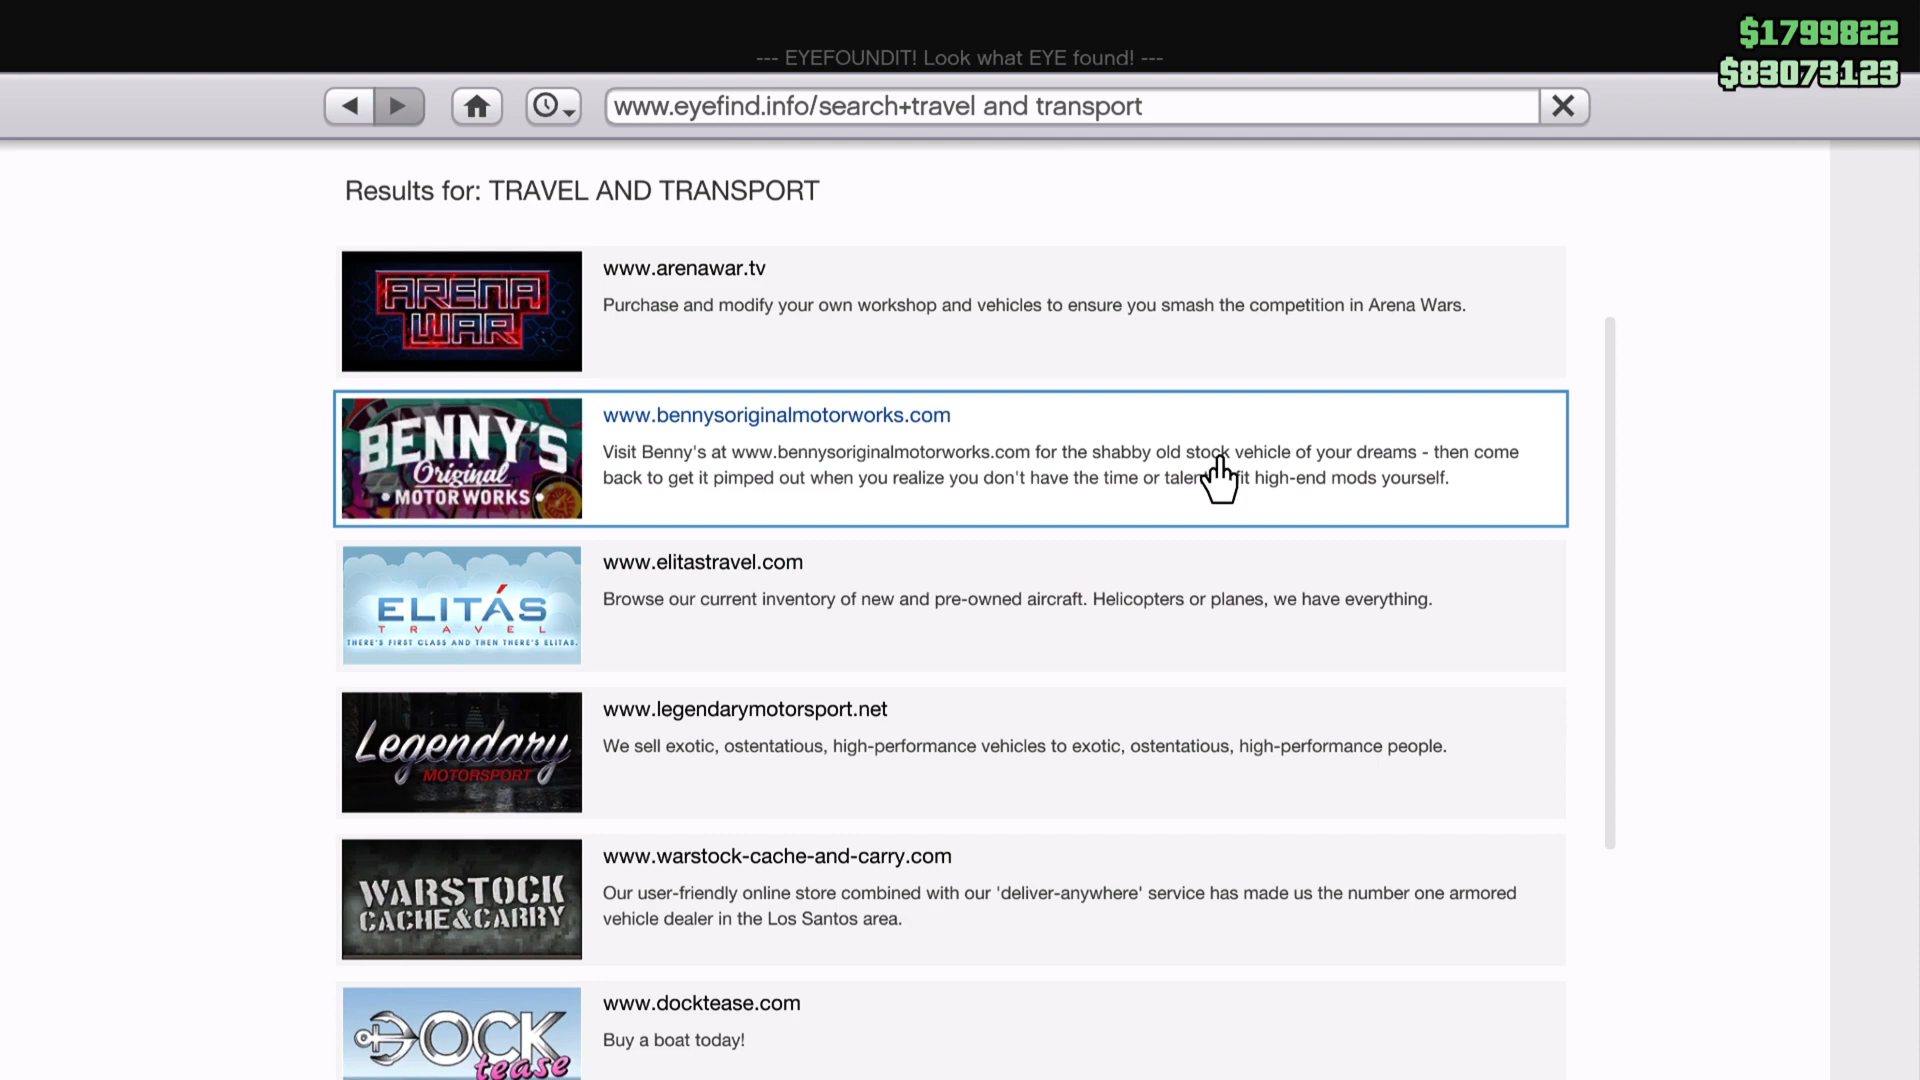 $1799822
--- EYEFOUNDIT! Look what EYE found! ---
$83073123
www.eyefind.info/search+travel and transport
Results for: TRAVEL AND TRANSPORT
ARENA
WAR
www.arenawar.tv
Purchase and modify your own workshop and vehicles to ensure you smash the competition in Arena Wars.
BENNY'S
Original
• MOTOR WORKS •
www.bennysoriginalmotorworks.com
Visit Benny's at www.bennysoriginalmotorworks.com for the shabby old stock vehicle of your dreams - then come
back to get it pimped out when you realize you don't have the time or talen fit high-end mods yourself.
ELITÁS
TRAVEL
THERE'S FIRST CLASS AND THEN THERE'S ELITAS.
www.elitastravel.com
Browse our current inventory of new and pre-owned aircraft. Helicopters or planes, we have everything.
Legendary
MOTORSPORT
www.legendarymotorsport.net
We sell exotic, ostentatious, high-performance vehicles to exotic, ostentatious, high-performance people.
WARSTOCK
CACHE&CARRY
www.warstock-cache-and-carry.com
Our user-friendly online store combined with our 'deliver-anywhere' service has made us the number one armored
vehicle dealer in the Los Santos area.
DOCK
tease
www.docktease.com
Buy a boat today!